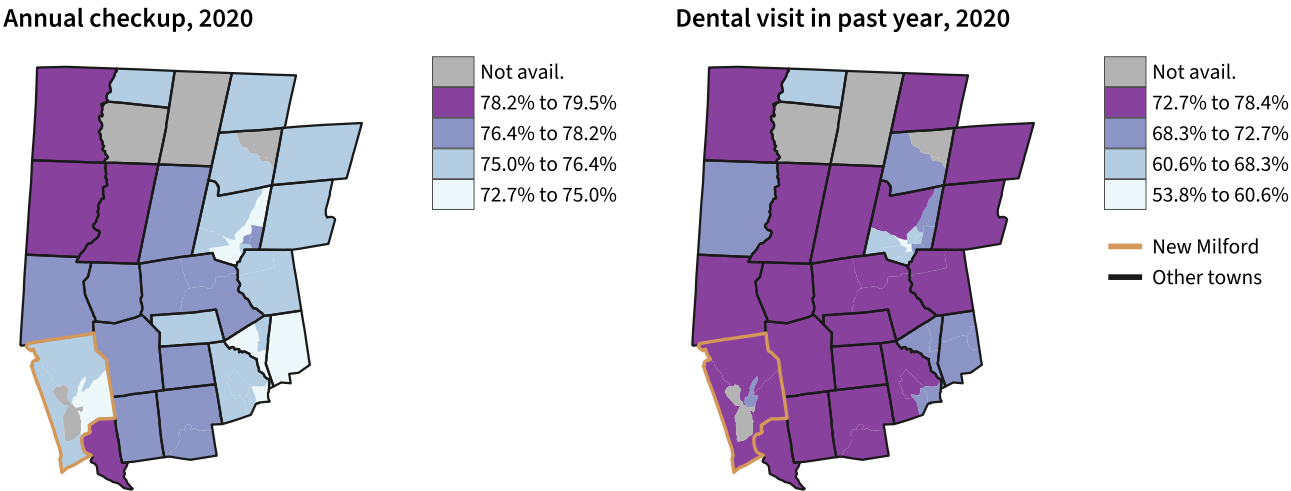 Annual checkup, 2020
Not avail.
78.2% to 79.5%
76.4% to 78.2%
75.0% to 76.4%
72.7% to 75.0%
Dental visit in past year, 2020
Not avail.
72.7% to 78.4%
68.3% to 72.7%
60.6% to 68.3%
53.8% to 60.6%
New Milford
Other towns